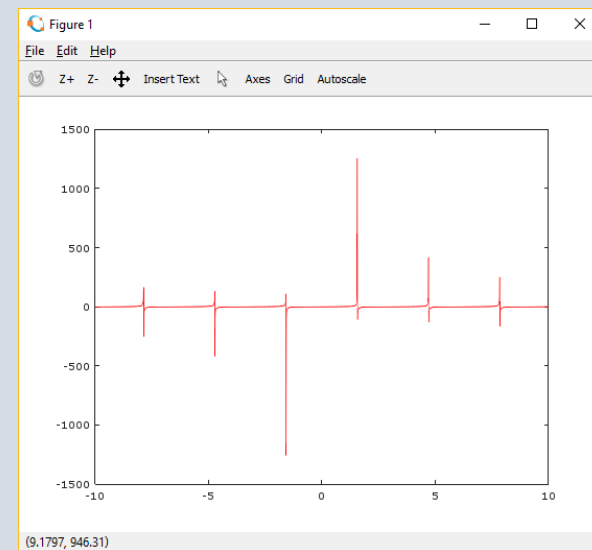 Figure 1
File Edit Help
Z+ Z- Insert Text Axes Grid Autoscale
1500
1000
500
0
-500
-1000
-1500
-10 -5 0 5 10
(9.1797, 946.31)